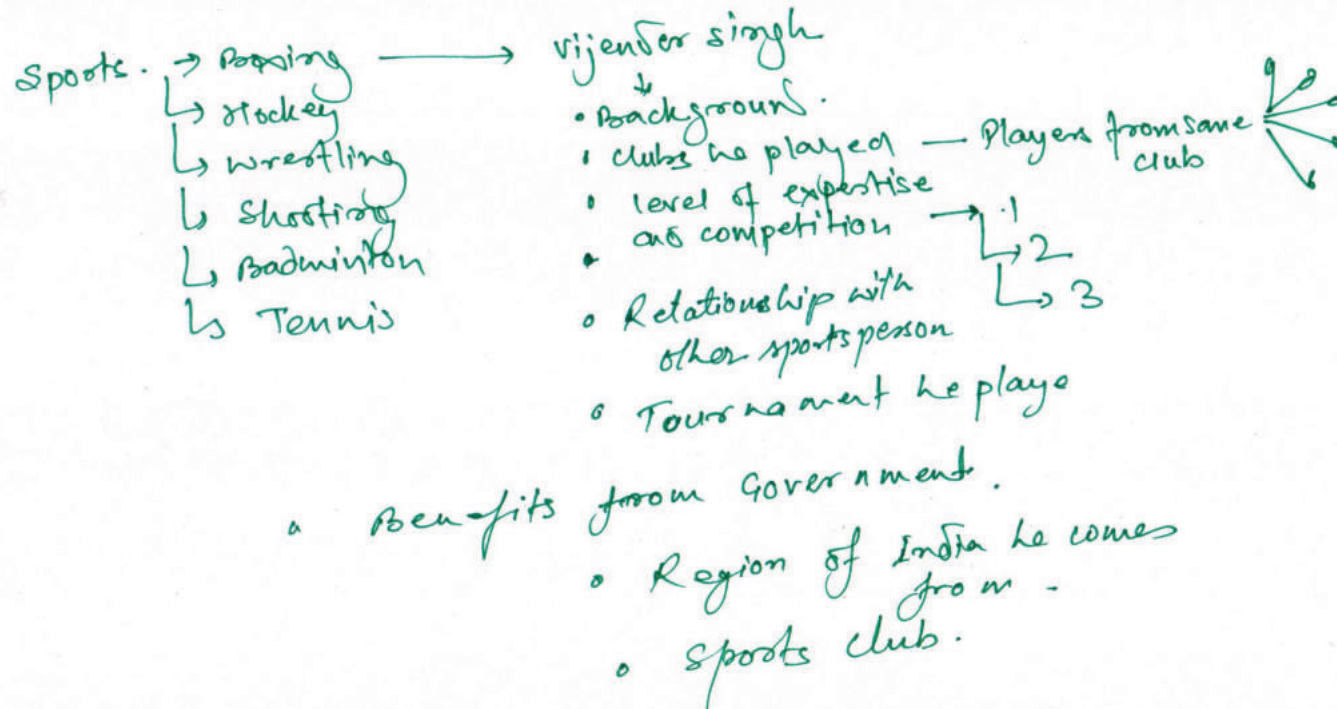 Sports. → Boxing → Vijender singh
↳ Hockey
↳ wrestling
↳ Shooting
↳ Badminton
↳ Tennis
• Background.
• clubs he played — Players from same
club
• level of expertise
and competition → .1
↳ 2
↳ 3
•
• Relationship with
other sportsperson
• Tournament he playe
• Benefits from Government.
• Region of India he comes
from -
• sports club.